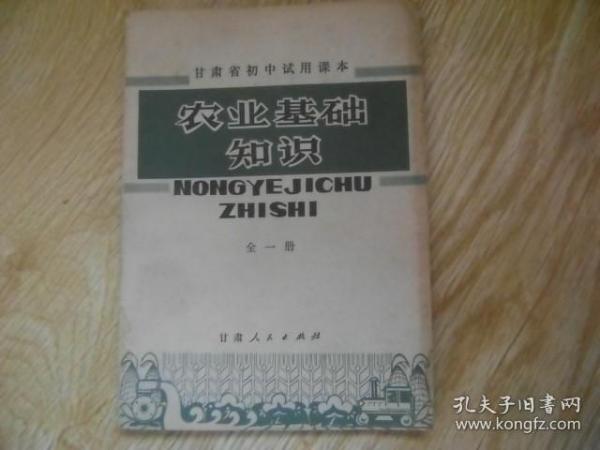 甘肃省初中试用课本
农业基础
知识
NONGYEJICHU
ZHISHI
全一册
甘肃人民出版社
孔夫子旧书网
www.kongfz.com